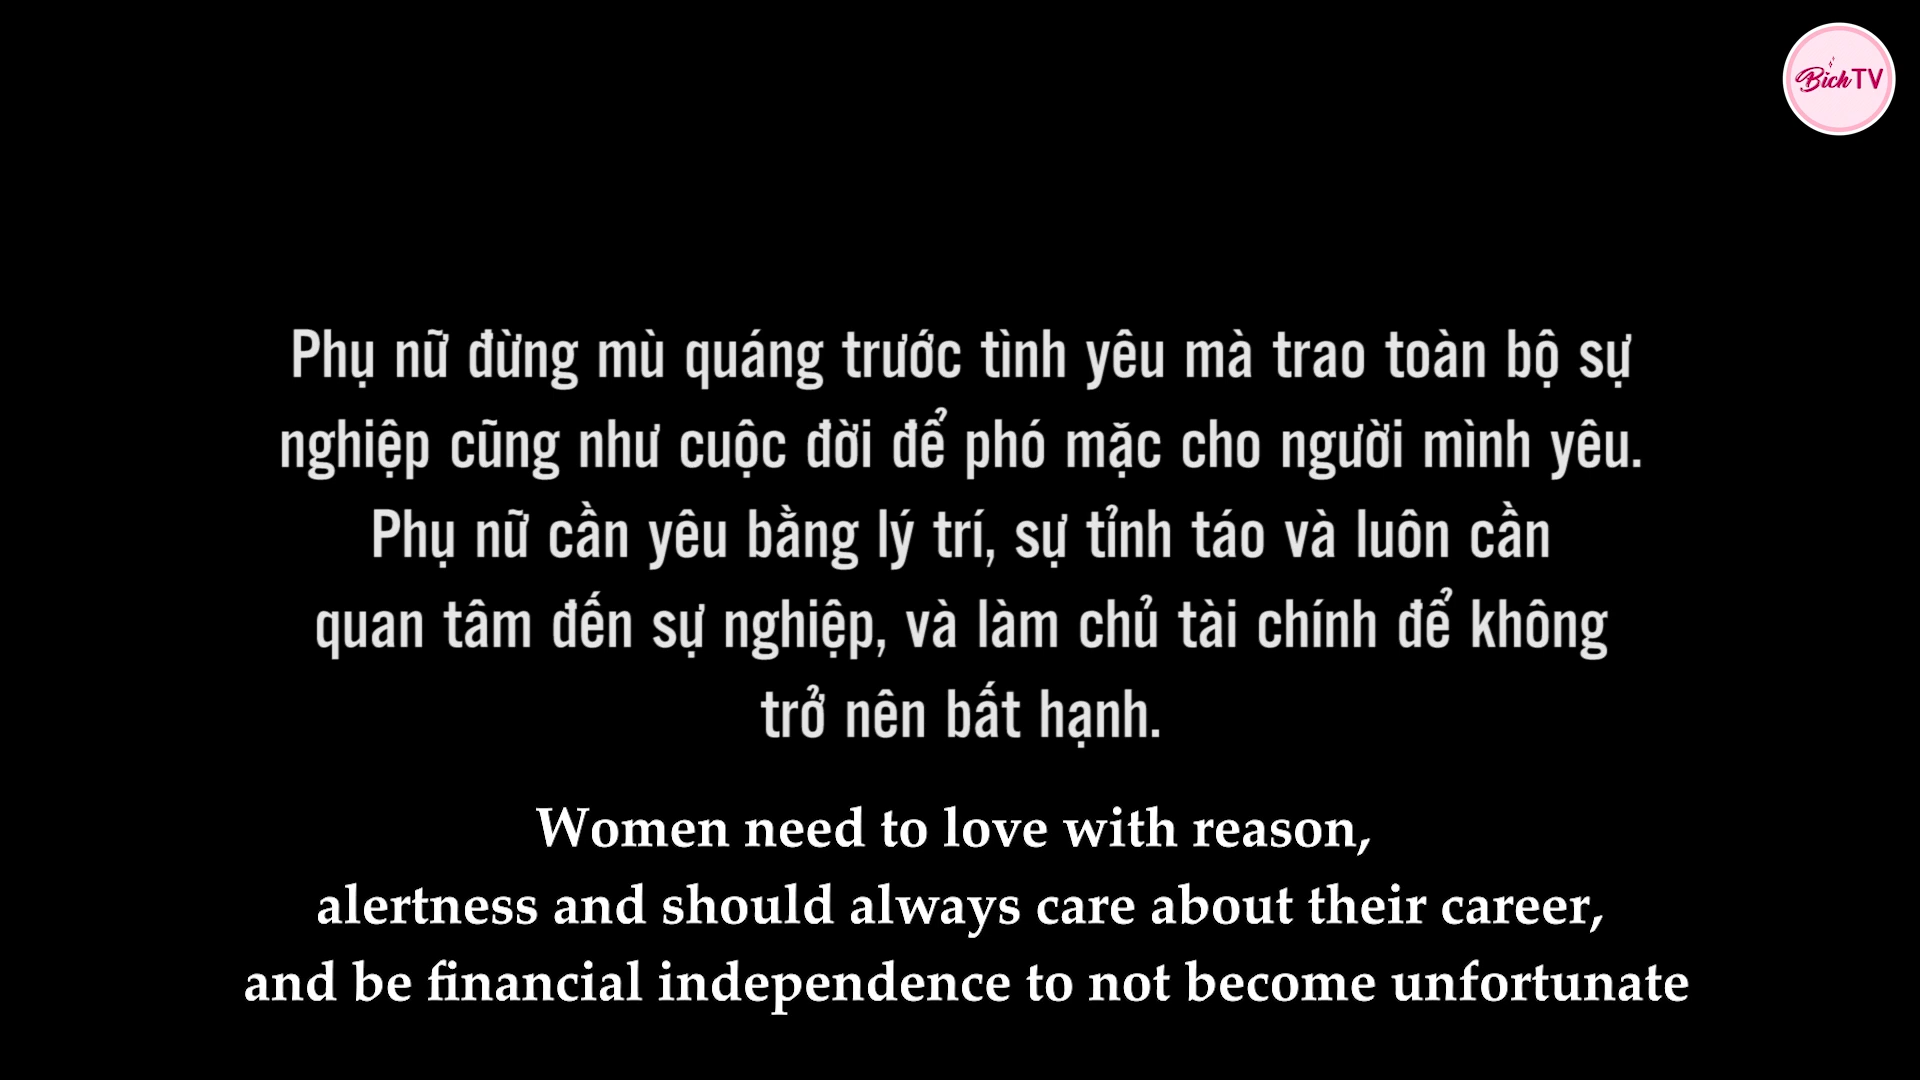 BíchTV
Phụ nữ đừng mù quáng trước tình yêu mà trao toàn bộ sự
nghiệp cũng như cuộc đời để phó mặc cho người mình yêu.
Phụ nữ cần yêu bằng lý trí, sự tỉnh táo và luôn cần
quan tâm đến sự nghiệp, và làm chủ tài chính để không
trở nên bất hạnh.
Women need to love with reason,
alertness and should always care about their career,
and be financial independence to not become unfortunate